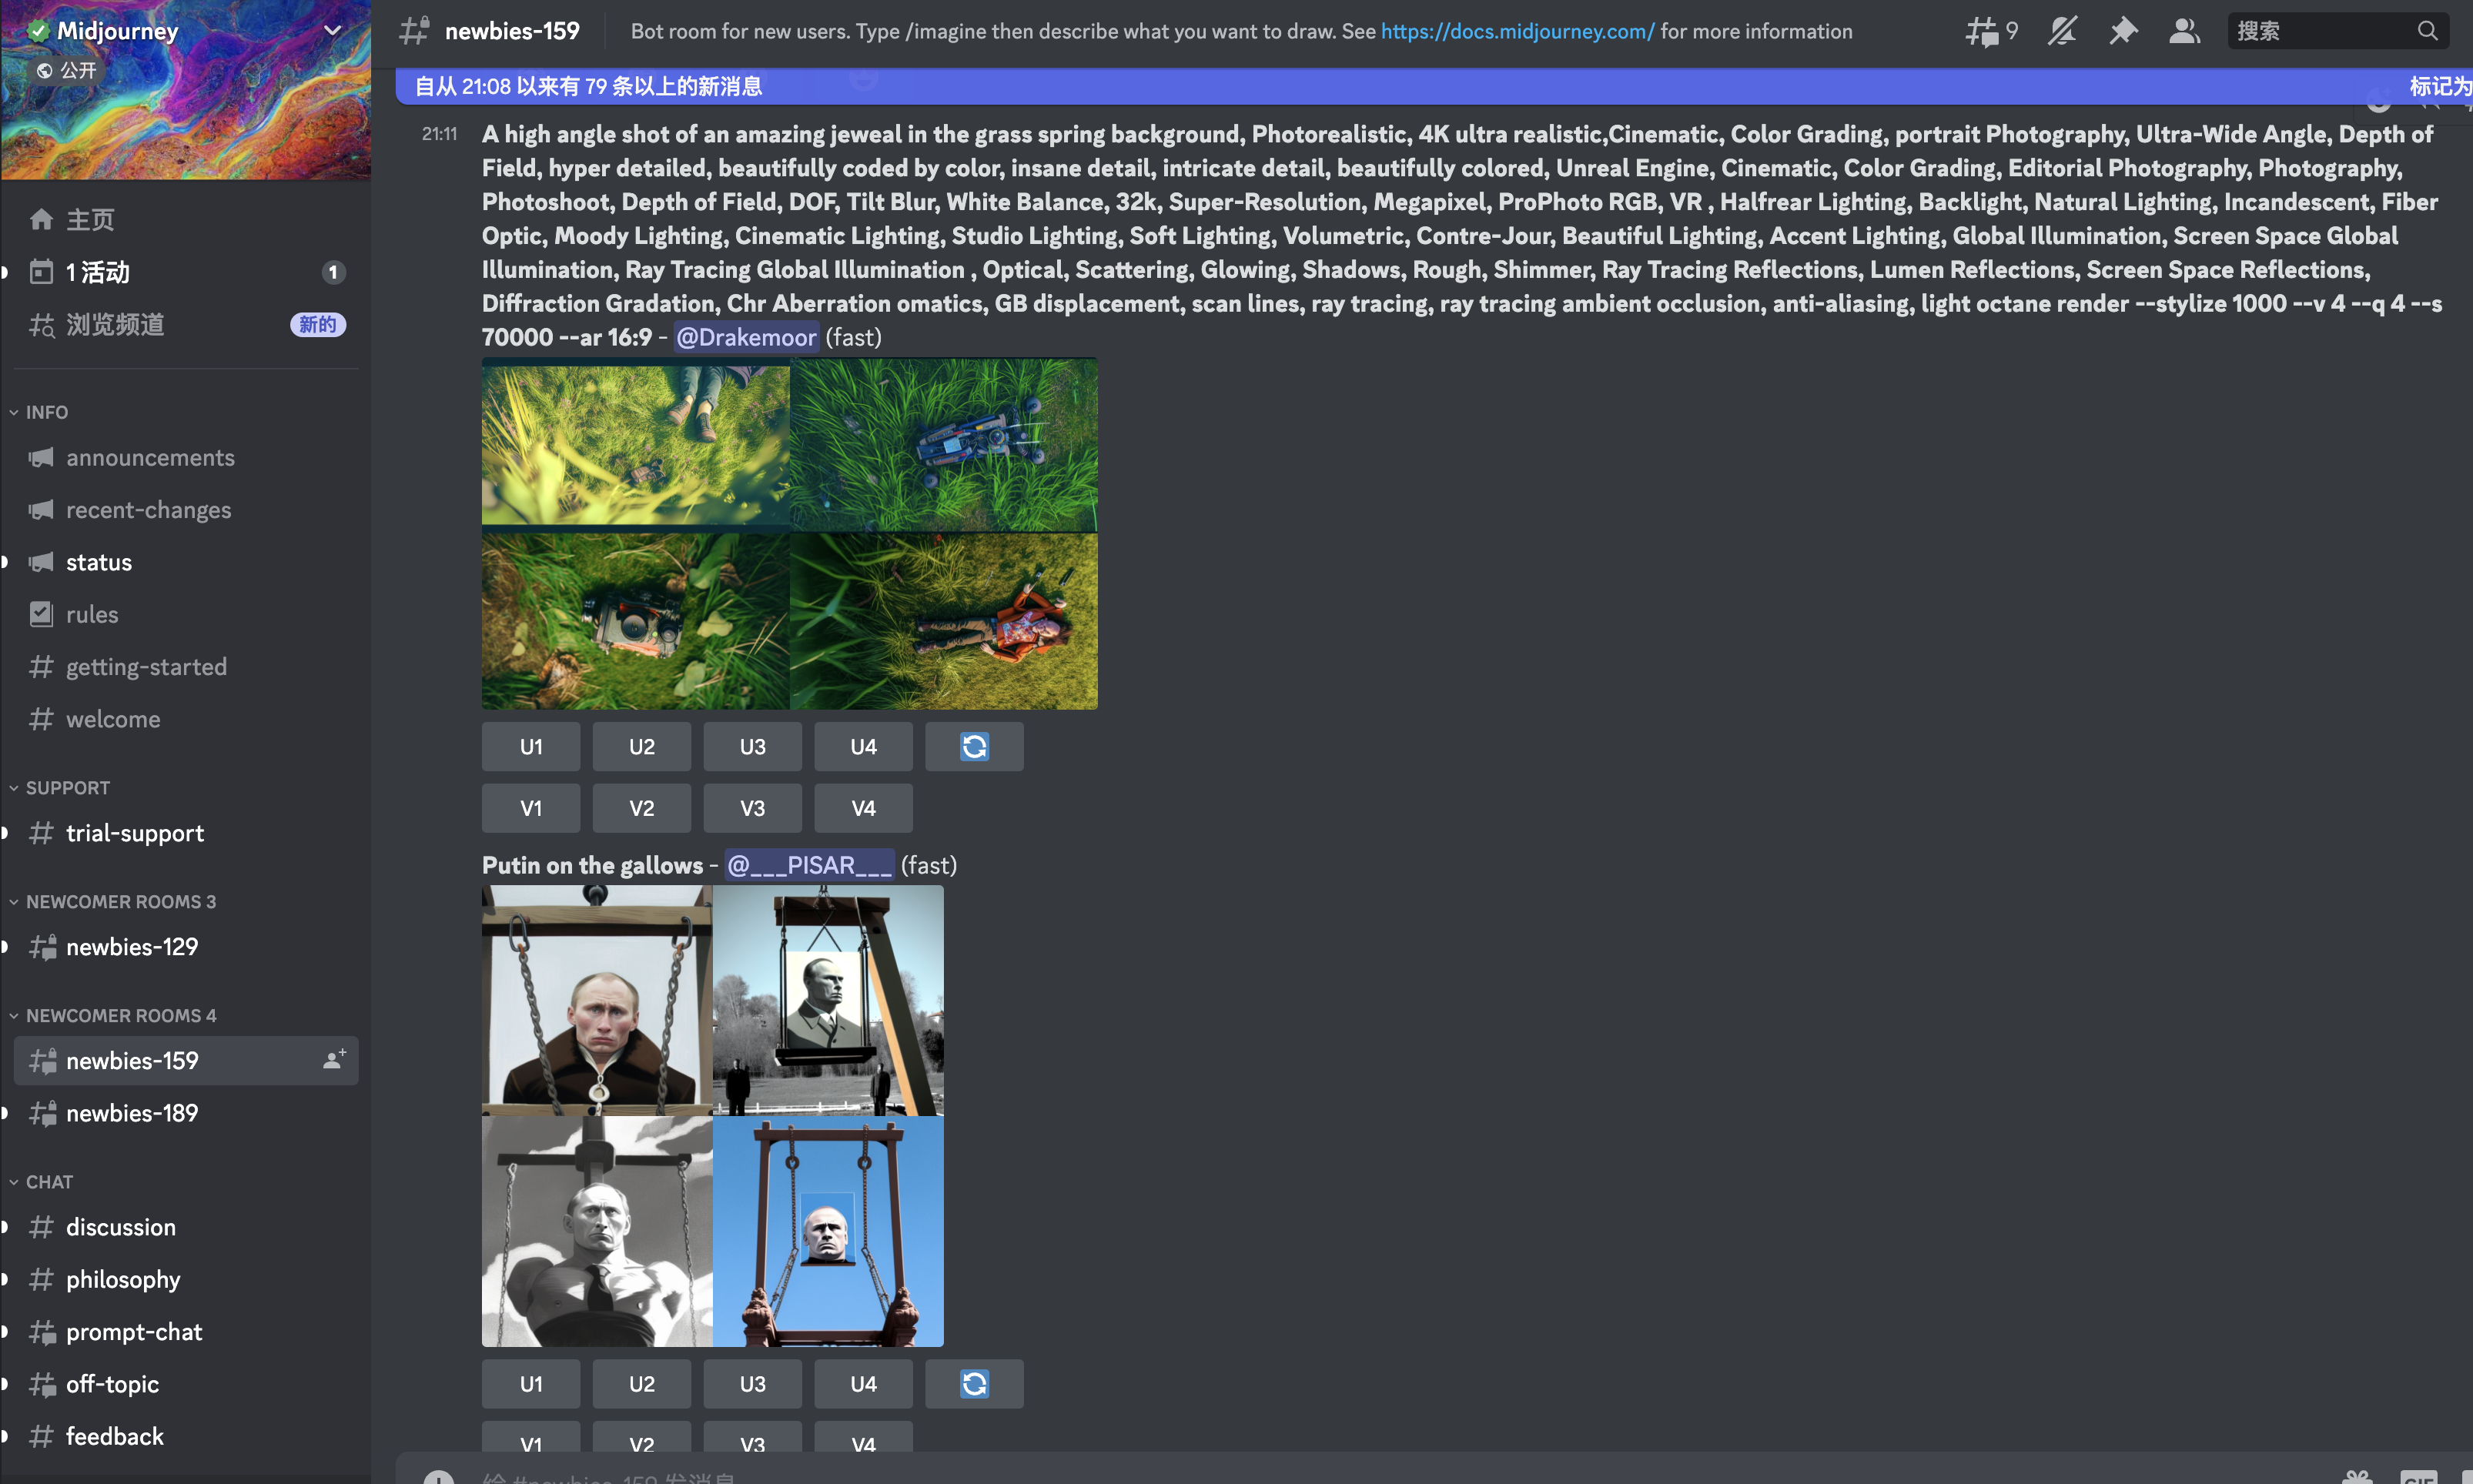 Midjourney
公开
主页
1 活动
1
浏览频道
新的
INFO
announcements
recent-changes
status
rules
getting-started
welcome
SUPPORT
trial-support
NEWCOMER ROOMS 3
newbies-129
NEWCOMER ROOMS 4
newbies-159
newbies-189
CHAT
discussion
philosophy
prompt-chat
off-topic
feedback
newbies-159
Bot room for new users. Type /imagine then describe what you want to draw. See https://docs.midjourney.com/ for more information
9
搜索
自从 21:08 以来有 79 条以上的新消息
标记为
21:11
A high angle shot of an amazing jeweal in the grass spring background, Photorealistic, 4K ultra realistic,Cinematic, Color Grading, portrait Photography, Ultra-Wide Angle, Depth of
Field, hyper detailed, beautifully coded by color, insane detail, intricate detail, beautifully colored, Unreal Engine, Cinematic, Color Grading, Editorial Photography, Photography,
Photoshoot, Depth of Field, DOF, Tilt Blur, White Balance, 32k, Super-Resolution, Megapixel, ProPhoto RGB, VR , Halfrear Lighting, Backlight, Natural Lighting, Incandescent, Fiber
Optic, Moody Lighting, Cinematic Lighting, Studio Lighting, Soft Lighting, Volumetric, Contre-Jour, Beautiful Lighting, Accent Lighting, Global Illumination, Screen Space Global
Illumination, Ray Tracing Global Illumination , Optical, Scattering, Glowing, Shadows, Rough, Shimmer, Ray Tracing Reflections, Lumen Reflections, Screen Space Reflections,
Diffraction Gradation, Chr Aberration omatics, GB displacement, scan lines, ray tracing, ray tracing ambient occlusion, anti-aliasing, light octane render --stylize 1000 --v 4 --q 4 --s
70000 --ar 16:9 - @Drakemoor (fast)
U1 U2 U3 U4
V1 V2 V3 V4
Putin on the gallows - @___PISAR___ (fast)
U1 U2 U3 U4
V1 V2 V3 V4
给 #newbies-159 发消息
GIF